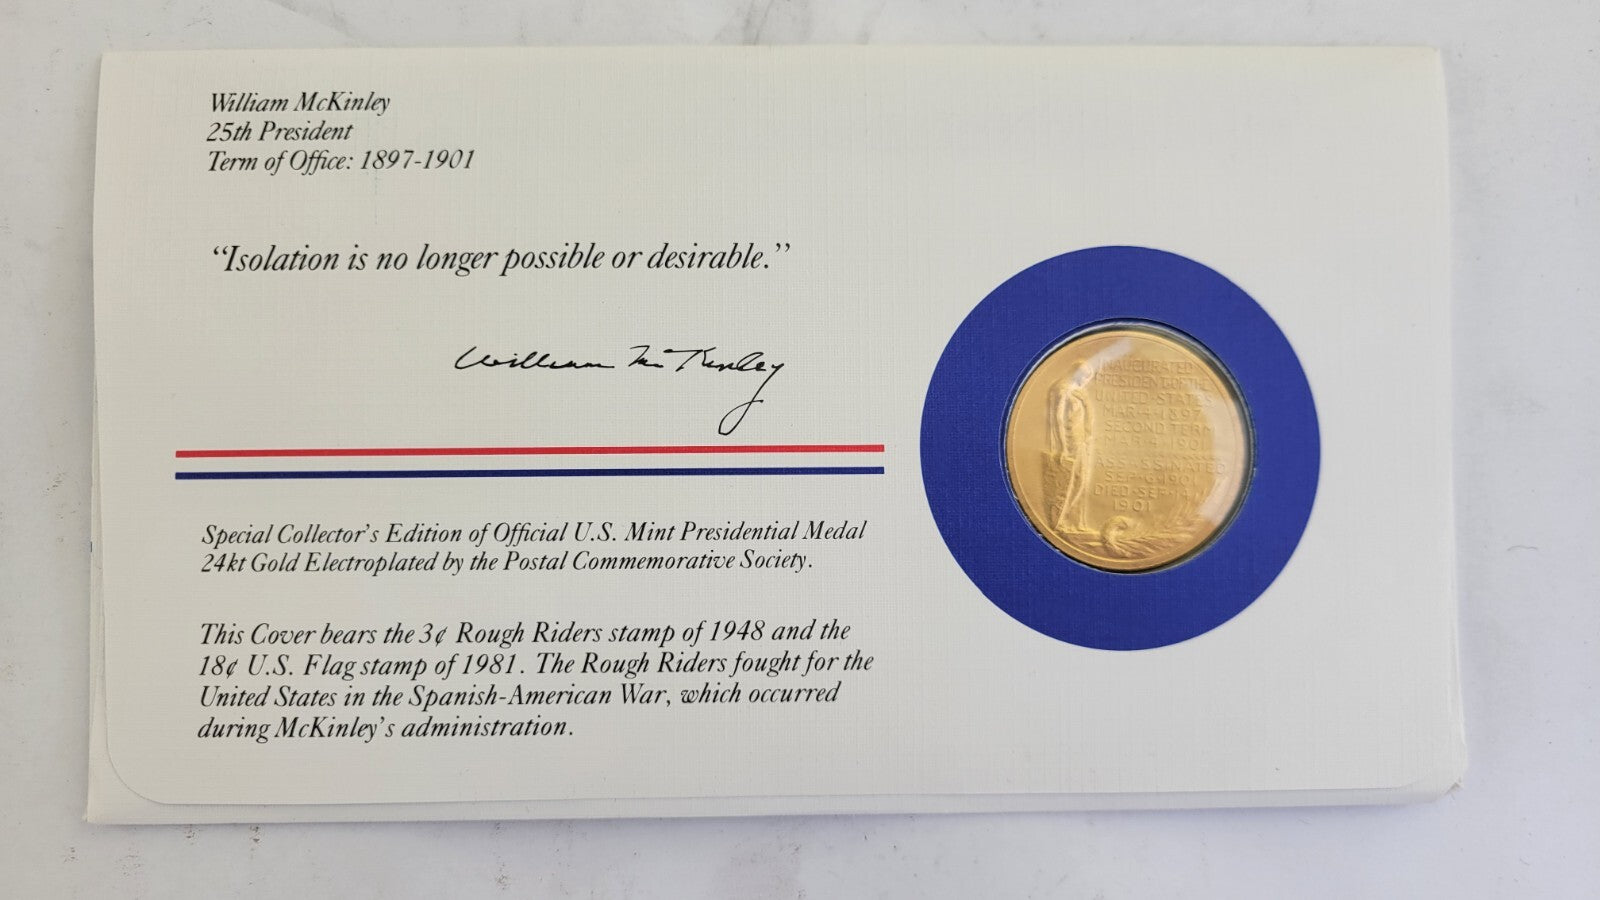 William McKinley
25th President
Term of Office: 1897-1901
“Isolation is no longer possible or desirable.”
William McKinley
Special Collector's Edition of Official U.S. Mint Presidential Medal
24kt Gold Electroplated by the Postal Commemorative Society.
This Cover bears the 3¢ Rough Riders stamp of 1948 and the
18¢ U.S. Flag stamp of 1981. The Rough Riders fought for the
United States in the Spanish-American War, which occurred
during McKinley's administration.
INAUGURATED
PRESIDENT·OF·THE
UNITED·STATES
MAR·4·1897
SECOND TERM
MAR·4·1901
ASSASSINATED
SEP·6·1901
DIED·SEP·14
1901